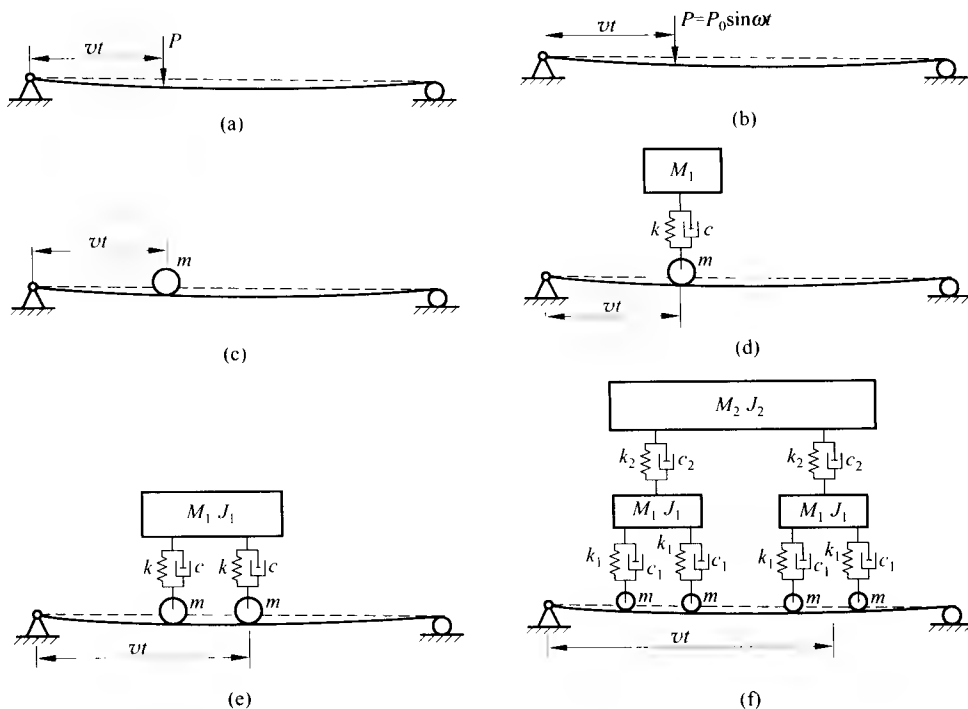 vt
P
(a)
vt
P=P₀sinωt
(b)
vt
m
(c)
M₁
k
c
m
vt
(d)
M₁ J₁
k
c
k
c
m
m
vt
(e)
M₂ J₂
k₂
c₂
k₂
c₂
M₁ J₁
M₁ J₁
k₁
c₁
k₁
c₁
k₁
c₁
k₁
c₁
m
m
m
m
vt
(f)